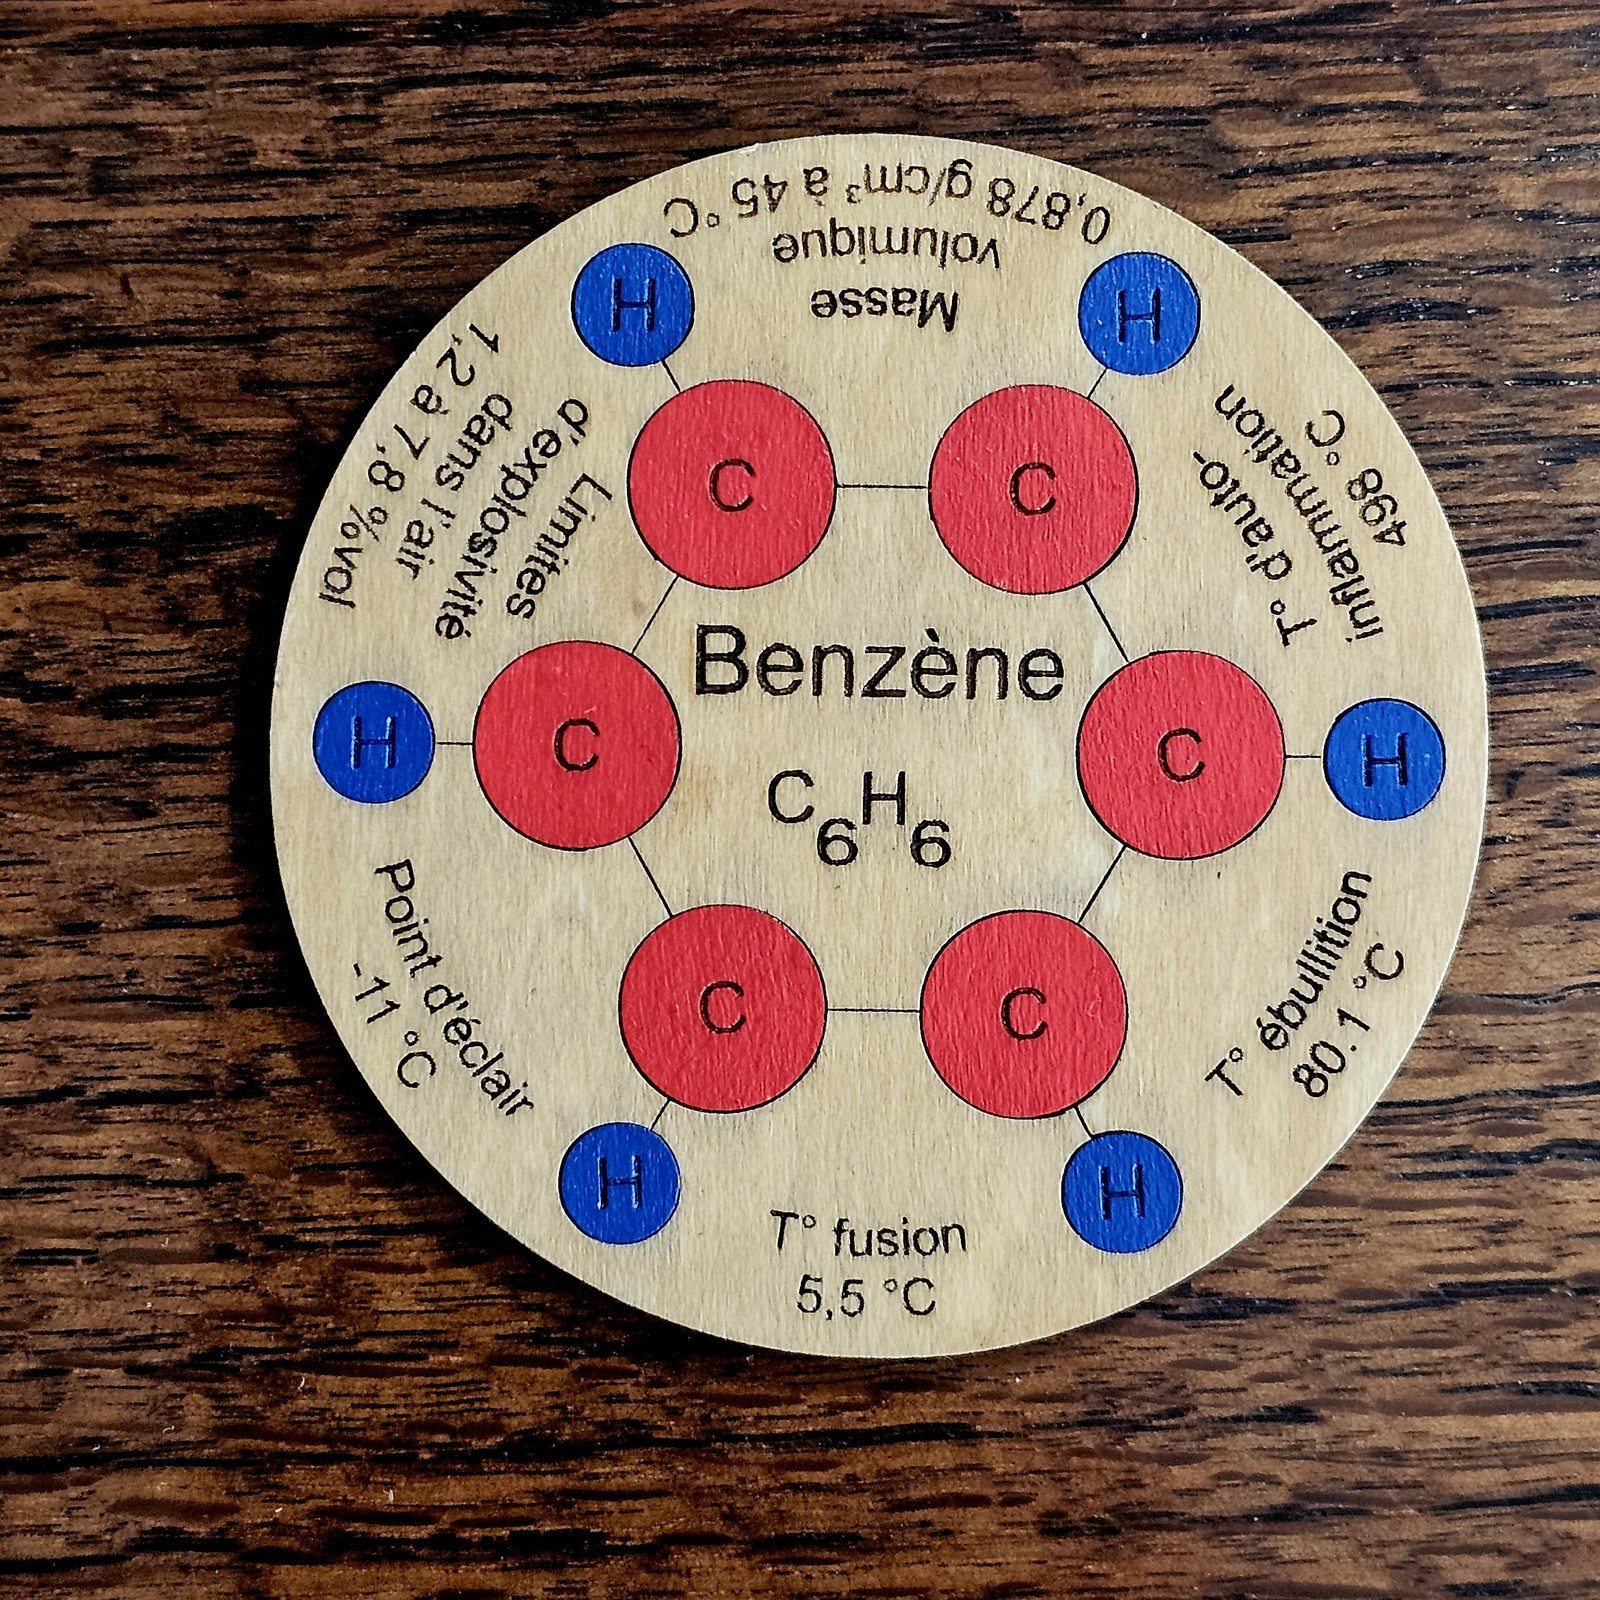 Benzène
C6H6
Masse
volumique
0,878 g/cm³ à 45 °C
T° d'auto-
inflammation
498 °C
T° ébullition
80.1 °C
T° fusion
5,5 °C
Point d'éclair
-11 °C
Limites
d'explosivité
dans l'air
1,2 à 7,8 %vol
H
H
C
C
H
C
C
H
C
C
H
H